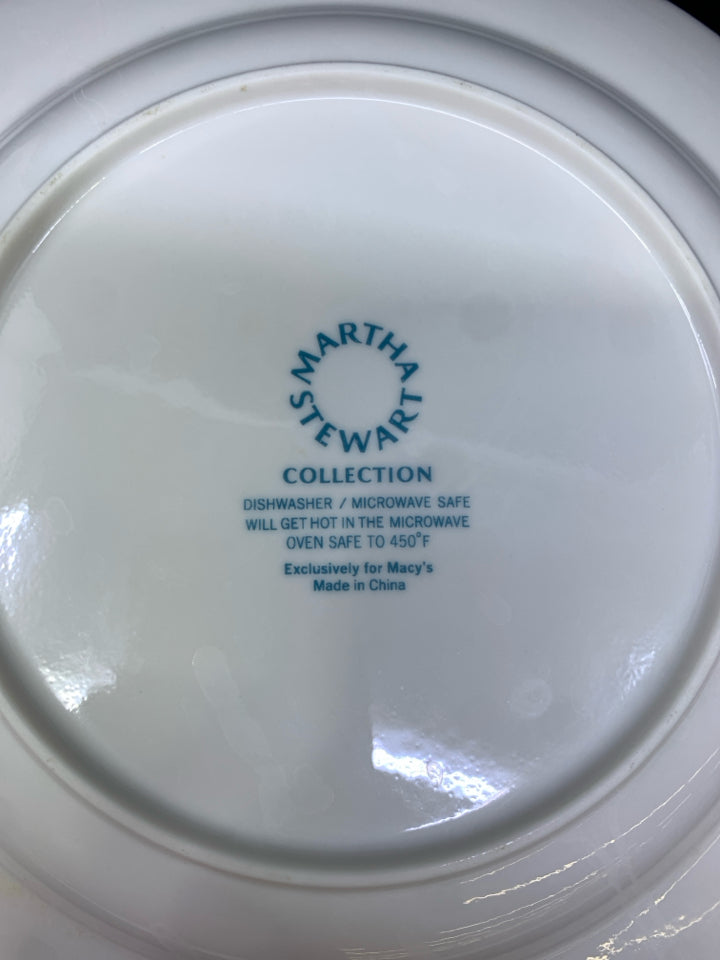 MARTHA
STEWART
COLLECTION
DISHWASHER / MICROWAVE SAFE
WILL GET HOT IN THE MICROWAVE
OVEN SAFE TO 450°F
Exclusively for Macy's
Made in China